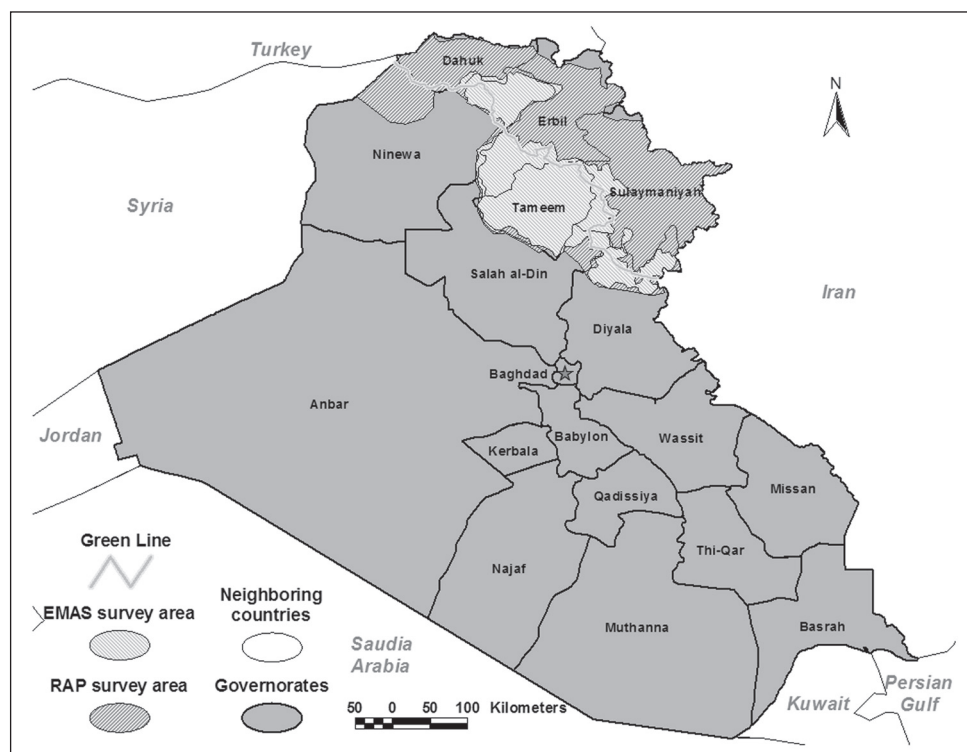 Turkey
Dahuk
N
Erbil
Ninewa
Sulaymaniyah
Syria
Tameem
Salah al-Din
Iran
Diyala
Baghdad
Anbar
Jordan
Babylon
Wassit
Kerbala
Missan
Qadissiya
Green Line
Thi-Qar
Najaf
EMAS survey area
Neighboring
countries
Muthanna
Basrah
Saudia
Arabia
RAP survey area
Governorates
Persian
Gulf
Kuwait
50 0 50 100 Kilometers